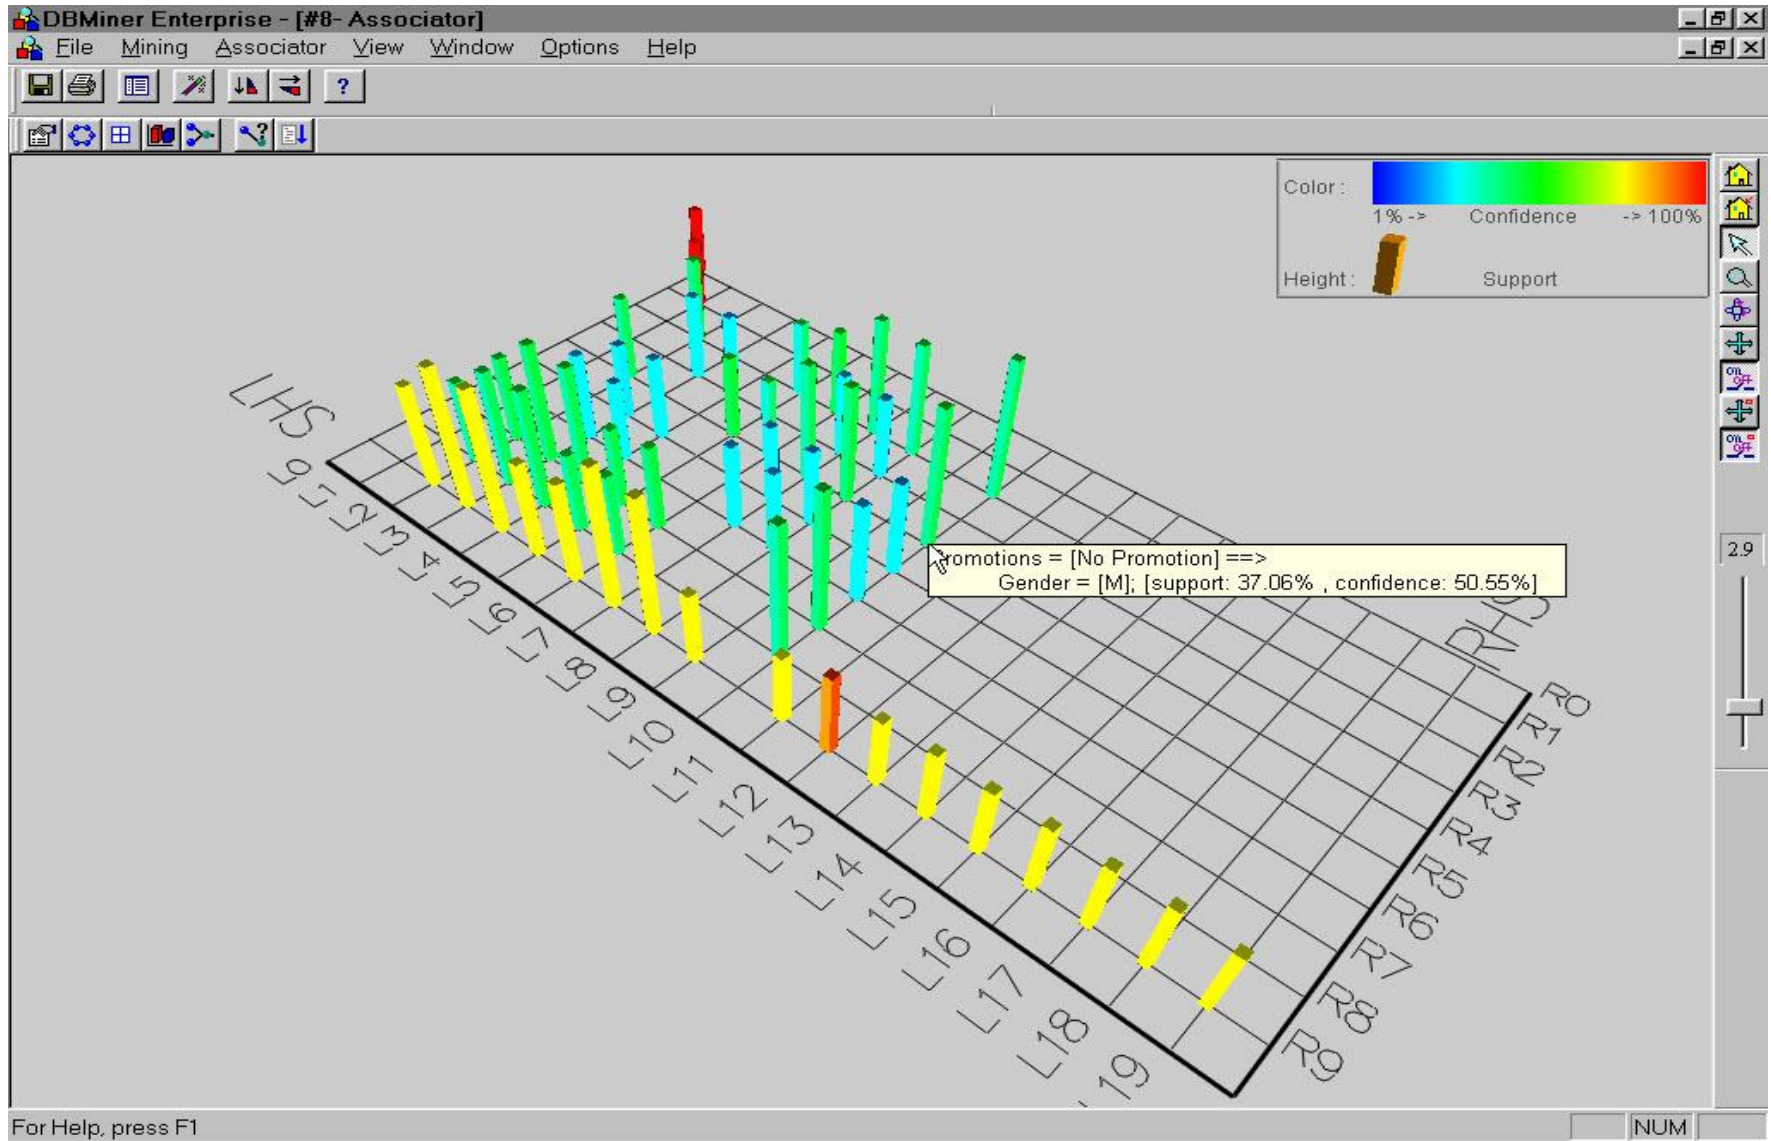 DBMiner Enterprise - [#8- Associator]
File Mining Associator View Window Options Help
Color :
1% -> Confidence -> 100%
Height : Support
2.9
LHS
L0
L1
L2
L3
L4
L5
L6
L7
L8
L9
L10
L11
L12
L13
L14
L15
L16
L17
L18
L19
romotions = [No Promotion] ==>
Gender = [M]; [support: 37.06% , confidence: 50.55%]
RHS
R0
R1
R2
R3
R4
R5
R6
R7
R8
R9
For Help, press F1
NUM